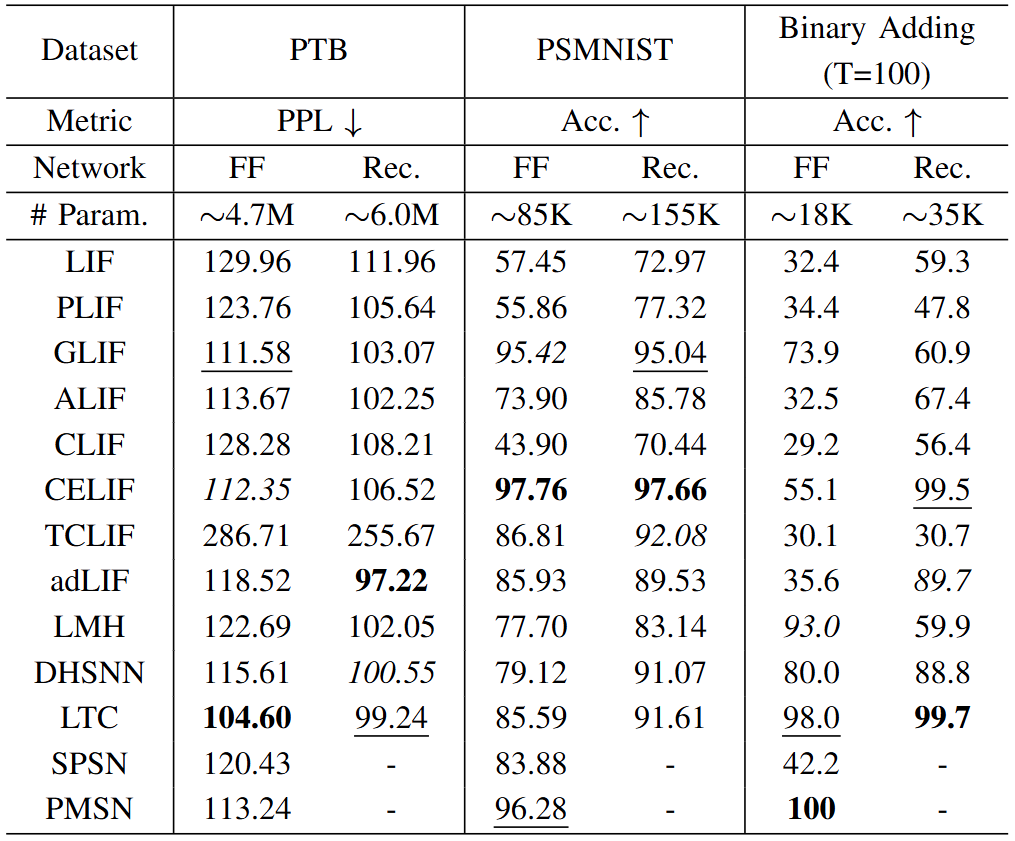 Dataset PTB PSMNIST Binary Adding (T=100)
Metric PPL ↓ Acc. ↑ Acc. ↑
Network FF Rec. FF Rec. FF Rec.
# Param. ~4.7M ~6.0M ~85K ~155K ~18K ~35K
LIF 129.96 111.96 57.45 72.97 32.4 59.3
PLIF 123.76 105.64 55.86 77.32 34.4 47.8
GLIF 111.58 103.07 95.42 95.04 73.9 60.9
ALIF 113.67 102.25 73.90 85.78 32.5 67.4
CLIF 128.28 108.21 43.90 70.44 29.2 56.4
CELIF 112.35 106.52 97.76 97.66 55.1 99.5
TCLIF 286.71 255.67 86.81 92.08 30.1 30.7
adLIF 118.52 97.22 85.93 89.53 35.6 89.7
LMH 122.69 102.05 77.70 83.14 93.0 59.9
DHSNN 115.61 100.55 79.12 91.07 80.0 88.8
LTC 104.60 99.24 85.59 91.61 98.0 99.7
SPSN 120.43 - 83.88 - 42.2 -
PMSN 113.24 - 96.28 - 100 -